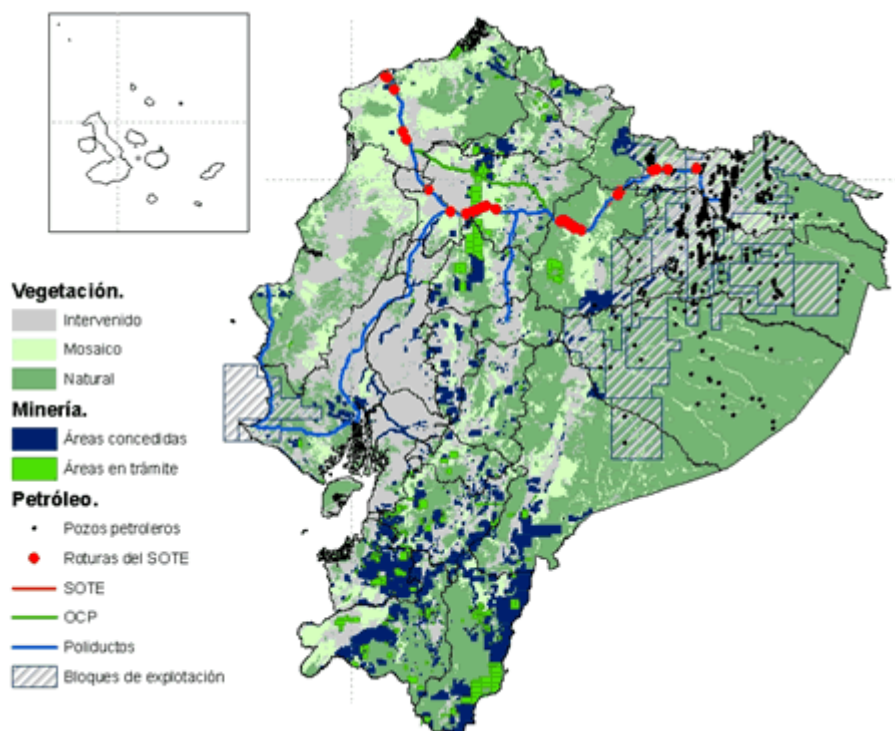 Vegetación.
Intervenido
Mosaico
Natural
Minería.
Áreas concedidas
Áreas en trámite
Petróleo.
Pozos petroleros
Roturas del SOTE
SOTE
OCP
Poliductos
Bloques de explotación